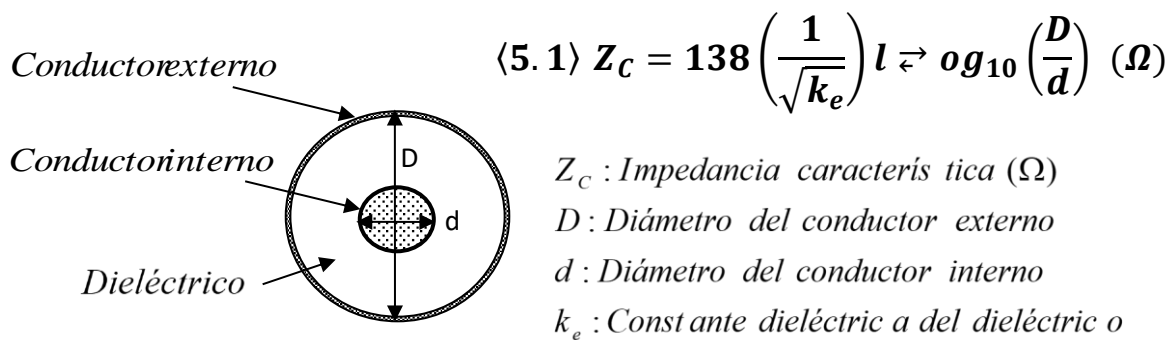 ⟨5.1⟩ Z_C = 138 (1/√k_e) l ⇄ og₁₀ (D/d) (Ω)
Conductorexterno
Conductorinterno
D
d
Dieléctrico
Z_C : Impedancia caracterís tica (Ω)
D : Diámetro del conductor externo
d : Diámetro del conductor interno
k_e : Const ante dieléctric a del dieléctric o